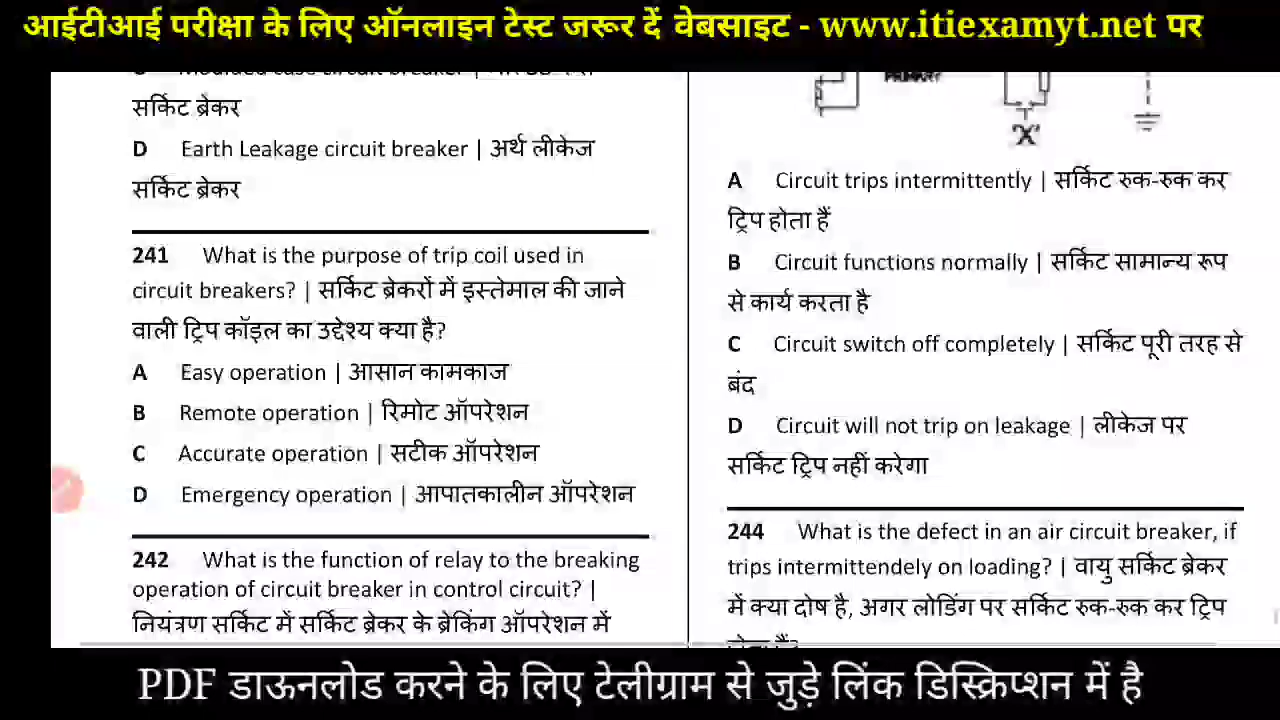 आईटीआई परीक्षा के लिए ऑनलाइन टेस्ट जरूर दें वेबसाइट - www.itiexamyt.net पर
सर्किट ब्रेकर
D Earth Leakage circuit breaker | अर्थ लीकेज
सर्किट ब्रेकर
241 What is the purpose of trip coil used in
circuit breakers? | सर्किट ब्रेकरों में इस्तेमाल की जाने
वाली ट्रिप कॉइल का उद्देश्य क्या है?
A Easy operation | आसान कामकाज
B Remote operation | रिमोट ऑपरेशन
C Accurate operation | सटीक ऑपरेशन
D Emergency operation | आपातकालीन ऑपरेशन
242 What is the function of relay to the breaking
operation of circuit breaker in control circuit? |
नियंत्रण सर्किट में सर्किट ब्रेकर के ब्रेकिंग ऑपरेशन में
PRIMARY
'X'
A Circuit trips intermittently | सर्किट रुक-रुक कर
ट्रिप होता हैं
B Circuit functions normally | सर्किट सामान्य रूप
से कार्य करता है
C Circuit switch off completely | सर्किट पूरी तरह से
बंद
D Circuit will not trip on leakage | लीकेज पर
सर्किट ट्रिप नहीं करेगा
244 What is the defect in an air circuit breaker, if
trips intermittendely on loading? | वायु सर्किट ब्रेकर
में क्या दोष है, अगर लोडिंग पर सर्किट रुक-रुक कर ट्रिप
PDF डाऊनलोड करने के लिए टेलीग्राम से जुड़े लिंक डिस्क्रिप्शन में है